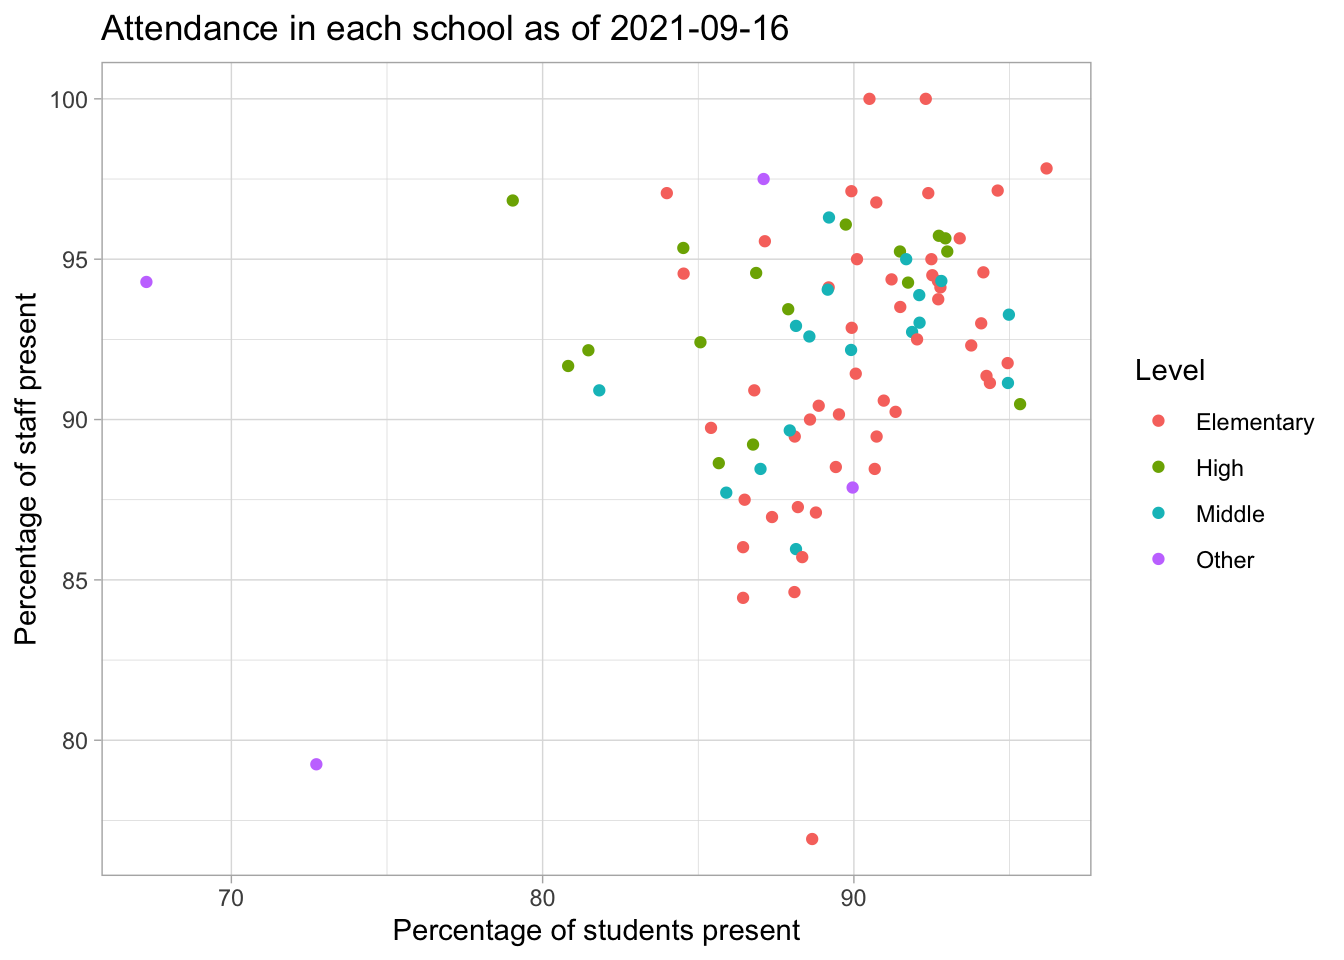 Attendance in each school as of 2021-09-16
Percentage of staff present
100
95
90
85
80
70
80
90
Percentage of students present
Level
Elementary
High
Middle
Other